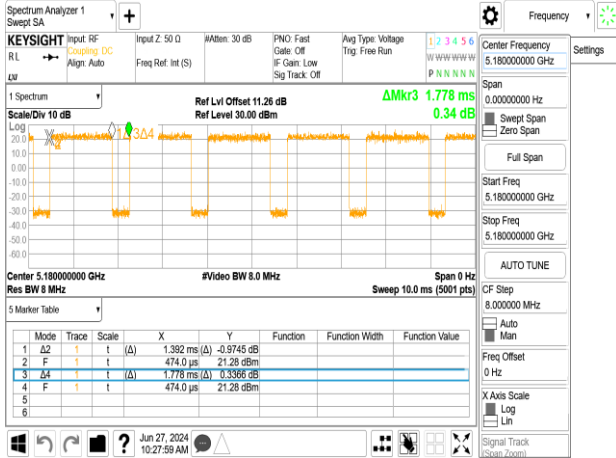 Spectrum Analyzer 1
Swept SA
+
Frequency
KEYSIGHT
RL
Input: RF
Coupling: DC
Align: Auto
Input Z: 50 Ω
Freq Ref: Int (S)
#Atten: 30 dB
PNO: Fast
Gate: Off
IF Gain: Low
Sig Track: Off
Avg Type: Voltage
Trig: Free Run
1 2 3 4 5 6
W W W W W W
P N N N N N
1 Spectrum
Scale/Div 10 dB
Ref Lvl Offset 11.26 dB
Ref Level 30.00 dBm
ΔMkr3 1.778 ms
0.34 dB
Log
20.0
10.0
0.00
-10.0
-20.0
-30.0
-40.0
-50.0
-60.0
1Δ2
3Δ4
Center 5.180000000 GHz
Res BW 8 MHz
#Video BW 8.0 MHz
Span 0 Hz
Sweep 10.0 ms (5001 pts)
5 Marker Table
Mode Trace Scale X Y Function Function Width Function Value
1 Δ2 1 t (Δ) 1.392 ms (Δ) -0.9745 dB
2 F 1 t 474.0 µs 21.28 dBm
3 Δ4 1 t (Δ) 1.778 ms (Δ) 0.3366 dB
4 F 1 t 474.0 µs 21.28 dBm
5
6
?
Jun 27, 2024
10:27:59 AM
Center Frequency
5.180000000 GHz
Settings
Span
0.00000000 Hz
Swept Span
Zero Span
Full Span
Start Freq
5.180000000 GHz
Stop Freq
5.180000000 GHz
AUTO TUNE
CF Step
8.000000 MHz
Auto
Man
Freq Offset
0 Hz
X Axis Scale
Log
Lin
Signal Track
(Span Zoom)